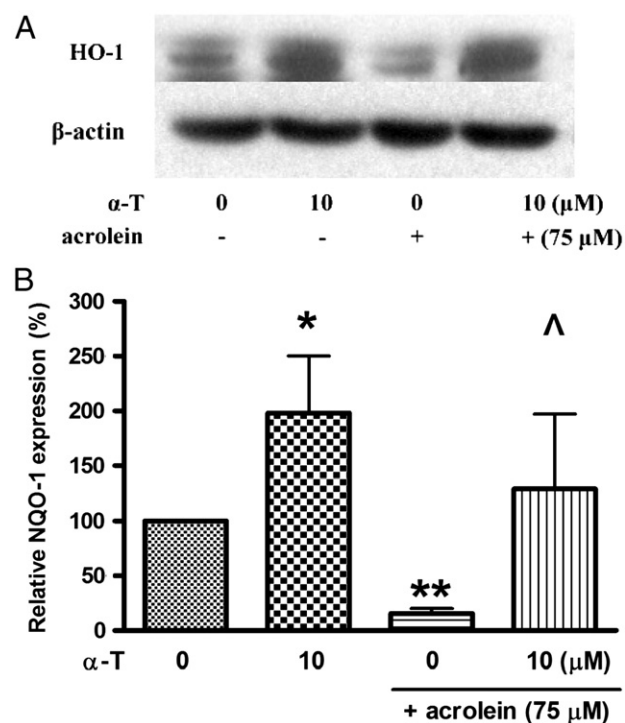 A
HO-1
β-actin
α-T 0 10 0 10 (μM)
acrolein - - + + (75 μM)
B
Relative NQO-1 expression (%)
300
250
200
150
100
50
0
*
**
^
α-T 0 10 0 10 (μM)
+ acrolein (75 μM)